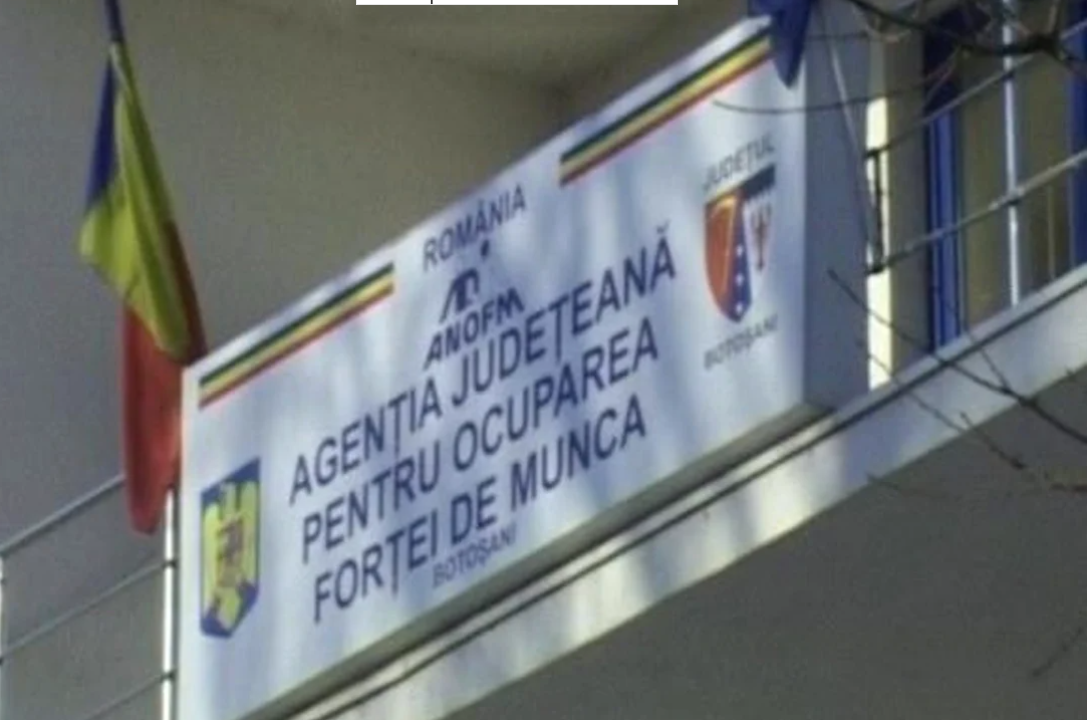 ROMÂNIA
ANOFM
AGENȚIA JUDEȚEANĂ
PENTRU OCUPAREA
FORȚEI DE MUNCA
BOTOȘANI
JUDEȚUL
BOTOȘANI